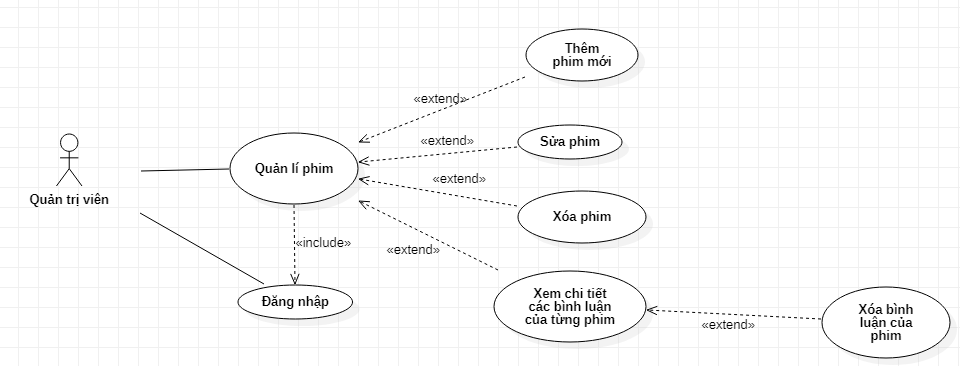 Thêm
phim mới
«extend»
«extend»
Sửa phim
Quản lí phim
«extend»
Quản trị viên
Xóa phim
«include»
«extend»
Đăng nhập
Xem chi tiết
các bình luận
của từng phim
«extend»
Xóa bình
luận của
phim